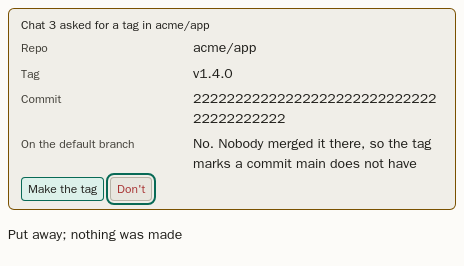 Chat 3 asked for a tag in acme/app
Repo acme/app
Tag v1.4.0
Commit 22222222222222222222222222222
22222222222
On the default branch No. Nobody merged it there, so the tag
marks a commit main does not have
Make the tag Don't
Put away; nothing was made